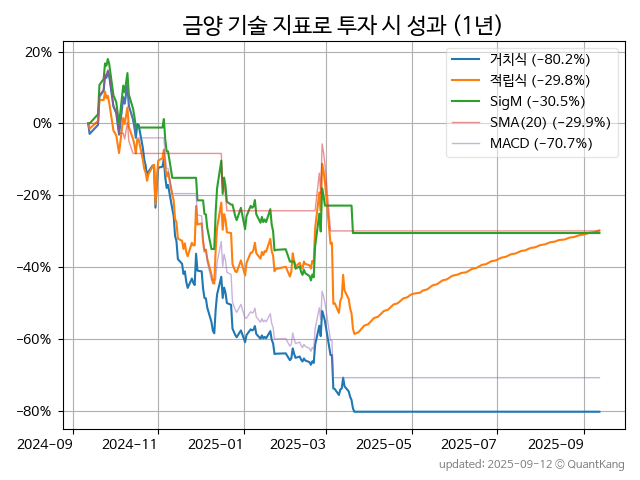 금양 기술 지표로 투자 시 성과 (1년)
20%
0%
−20%
−40%
−60%
−80%
거치식 (−80.2%)
적립식 (−29.8%)
SigM (−30.5%)
SMA(20) (−29.9%)
MACD (−70.7%)
2024−09
2024−11
2025−01
2025−03
2025−05
2025−07
2025−09
updated: 2025−09−12 © QuantKang